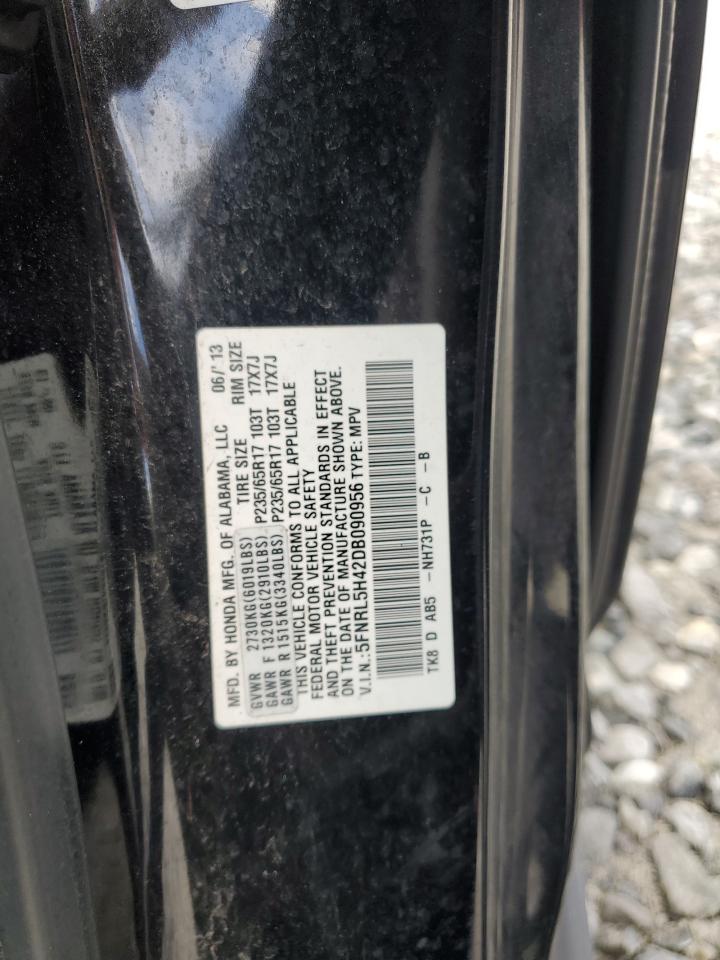 MFD. BY HONDA MFG. OF ALABAMA, LLC 06/'13
TIRE SIZE RIM SIZE
GVWR 2730KG(6019LBS)
GAWR F 1320KG(2910LBS) P235/65R17 103T 17X7J
GAWR R 1515KG(3340LBS) P235/65R17 103T 17X7J
THIS VEHICLE CONFORMS TO ALL APPLICABLE
FEDERAL MOTOR VEHICLE SAFETY
AND THEFT PREVENTION STANDARDS IN EFFECT
ON THE DATE OF MANUFACTURE SHOWN ABOVE.
V.I.N.:5FNRL5H42DB090956 TYPE: MPV
TK8 D AB5 -NH731P -C -B